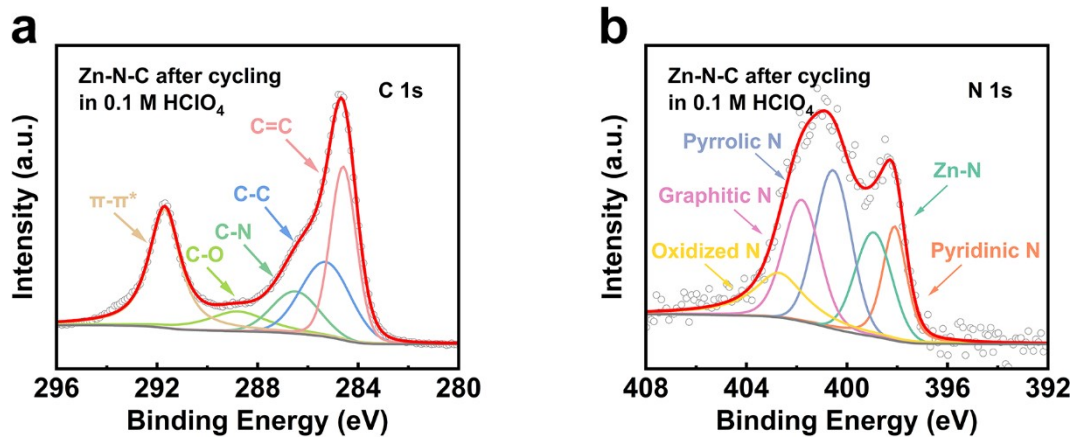 a
Zn-N-C after cycling
in 0.1 M HClO₄
C 1s
C=C
C-C
C-N
C-O
π-π*
Intensity (a.u.)
296 292 288 284 280
Binding Energy (eV)
b
Zn-N-C after cycling
in 0.1 M HClO₄
N 1s
Pyrrolic N
Zn-N
Graphitic N
Oxidized N
Pyridinic N
Intensity (a.u.)
408 404 400 396 392
Binding Energy (eV)